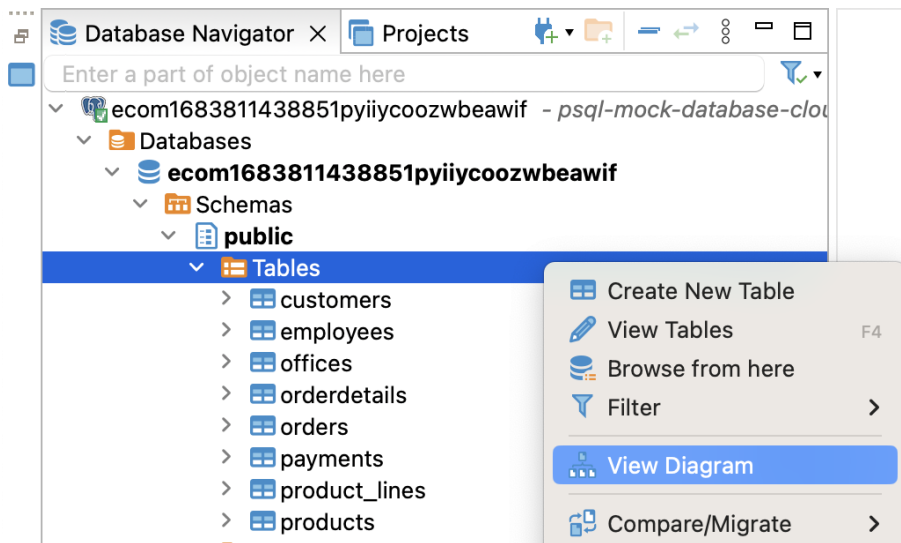 Database Navigator Projects
Enter a part of object name here
ecom1683811438851pyiiycoozwbeawif - psql-mock-database-clou
Databases
ecom1683811438851pyiiycoozwbeawif
Schemas
public
Tables
customers
employees
offices
orderdetails
orders
payments
product_lines
products
Create New Table
View Tables F4
Browse from here
Filter
View Diagram
Compare/Migrate